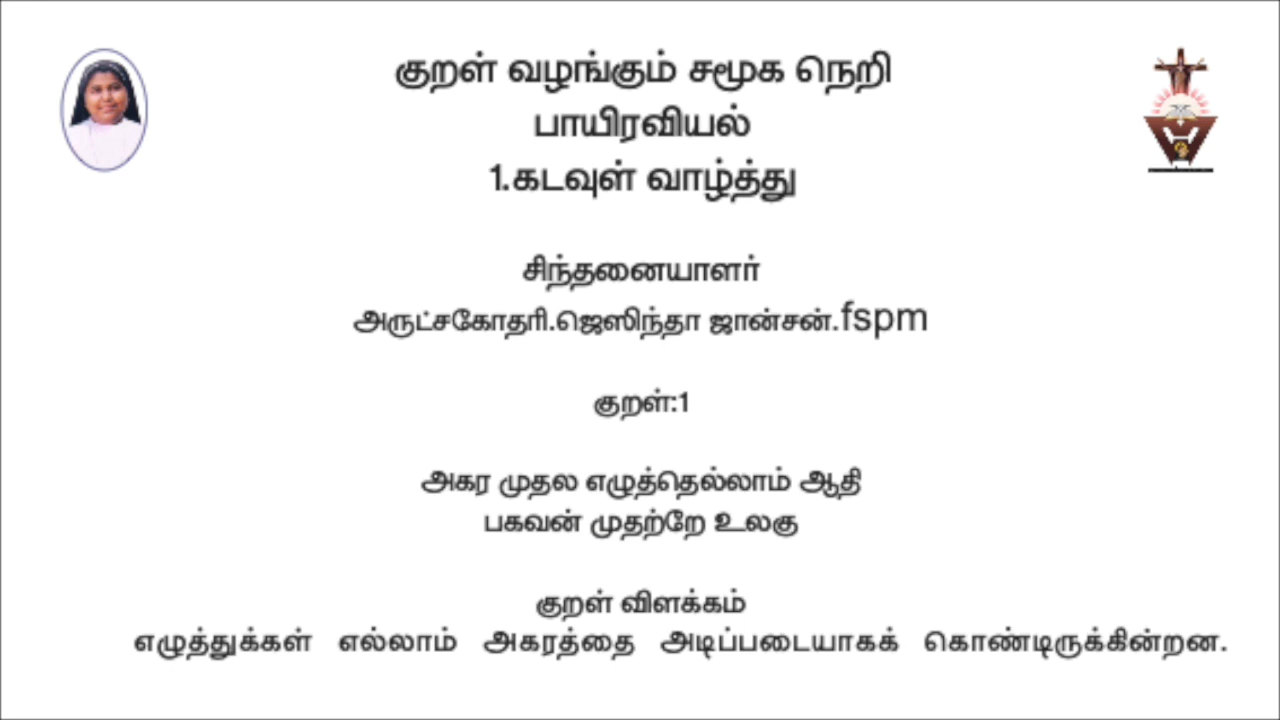 குறள் வழங்கும் சமூக நெறி
பாயிரவியல்
1.கடவுள் வாழ்த்து
சிந்தனையாளர்
அருட்சகோதரி.ஜெஸிந்தா ஜான்சன்.fspm
குறள்:1
அகர முதல எழுத்தெல்லாம் ஆதி
பகவன் முதற்றே உலகு
குறள் விளக்கம்
எழுத்துக்கள் எல்லாம் அகரத்தை அடிப்படையாகக் கொண்டிருக்கின்றன.